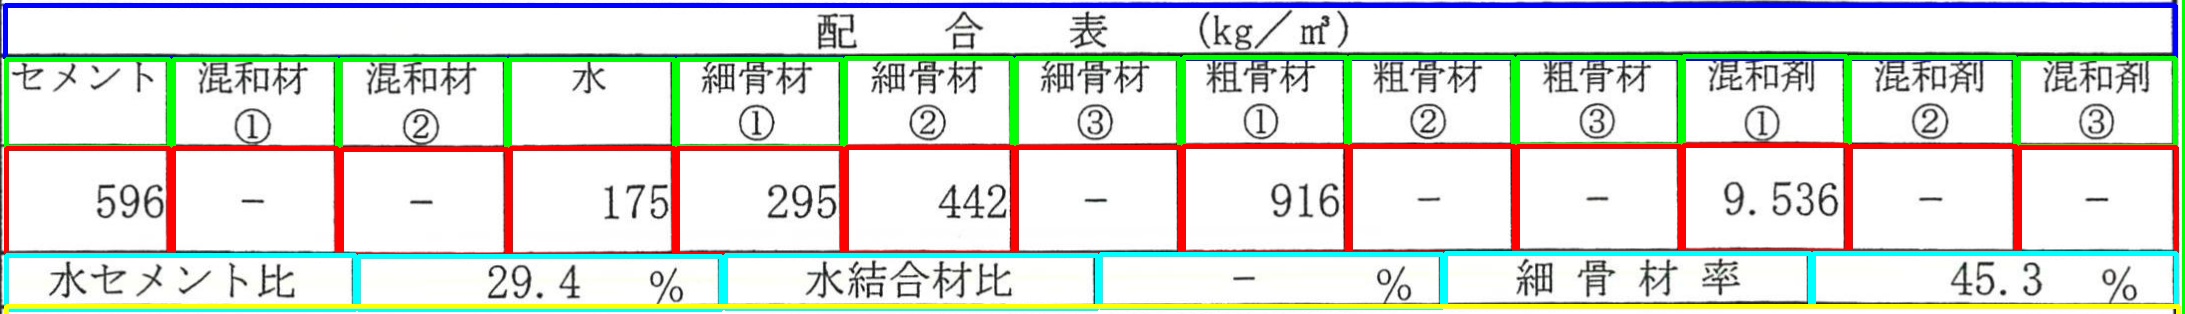 配 合 表 (kg／㎥)
セメント 混和材① 混和材② 水 細骨材① 細骨材② 細骨材③ 粗骨材① 粗骨材② 粗骨材③ 混和剤① 混和剤② 混和剤③
596 － － 175 295 442 － 916 － － 9.536 － －
水セメント比 29.4 % 水結合材比 － % 細骨材率 45.3 %